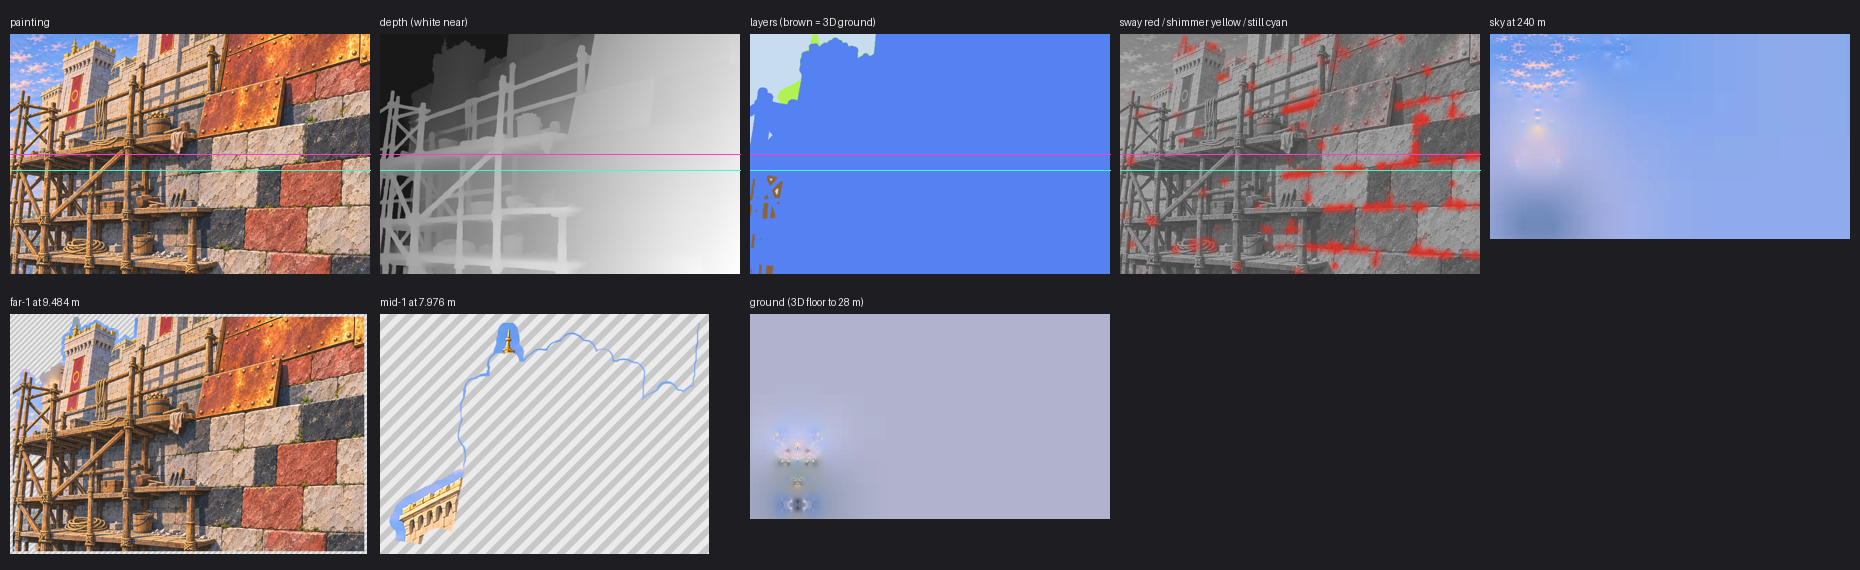 painting
depth (white near)
layers (brown = 3D ground)
sway red / shimmer yellow / still cyan
sky at 240 m
far-1 at 9.484 m
mid-1 at 7.976 m
ground (3D floor to 28 m)